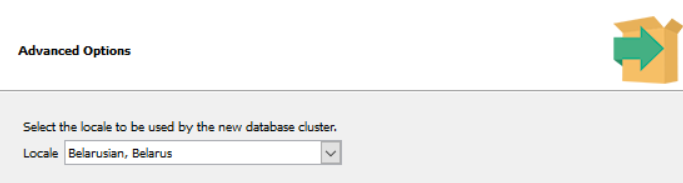 Advanced Options
Select the locale to be used by the new database cluster.
Locale Belarusian, Belarus